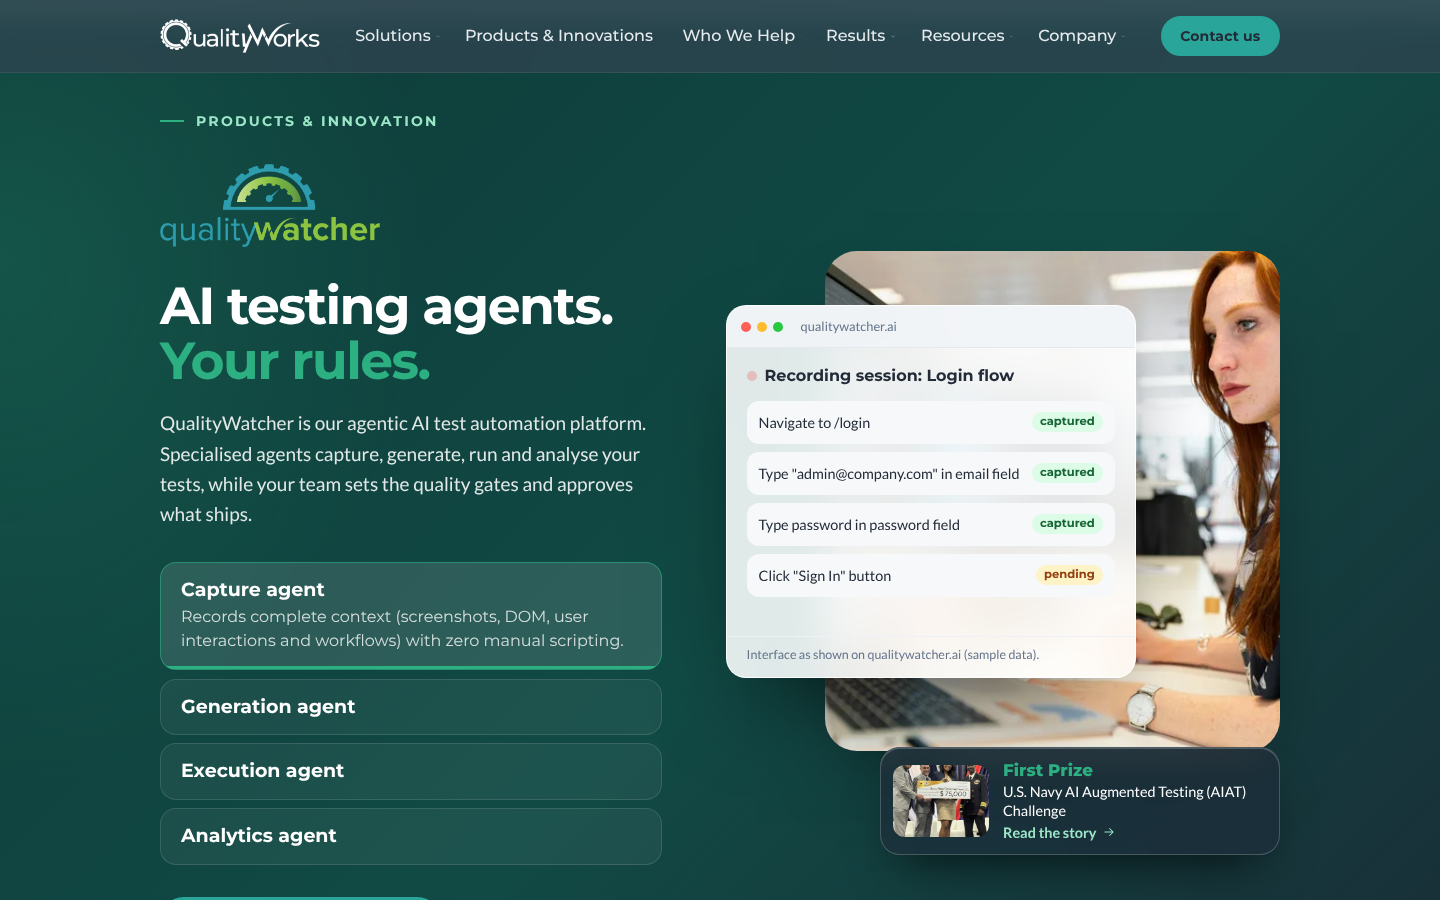 QualityWorks
Solutions
Products & Innovations
Who We Help
Results
Resources
Company
Contact us
PRODUCTS & INNOVATION
qualitywatcher
AI testing agents.
Your rules.
QualityWatcher is our agentic AI test automation platform.
Specialised agents capture, generate, run and analyse your
tests, while your team sets the quality gates and approves
what ships.
Capture agent
Records complete context (screenshots, DOM, user
interactions and workflows) with zero manual scripting.
Generation agent
Execution agent
Analytics agent
qualitywatcher.ai
Recording session: Login flow
Navigate to /login captured
Type "admin@company.com" in email field captured
Type password in password field captured
Click "Sign In" button pending
Interface as shown on qualitywatcher.ai (sample data).
$75,000
First Prize
U.S. Navy AI Augmented Testing (AIAT)
Challenge
Read the story →